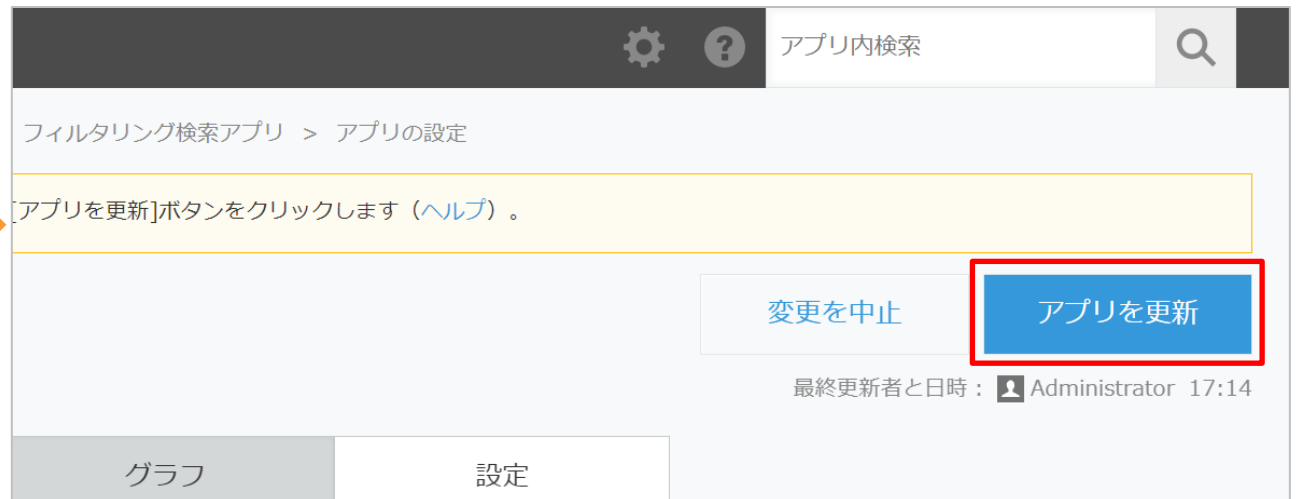 アプリ内検索
フィルタリング検索アプリ > アプリの設定
[アプリを更新]ボタンをクリックします（ヘルプ）。
変更を中止
アプリを更新
最終更新者と日時： Administrator 17:14
グラフ
設定